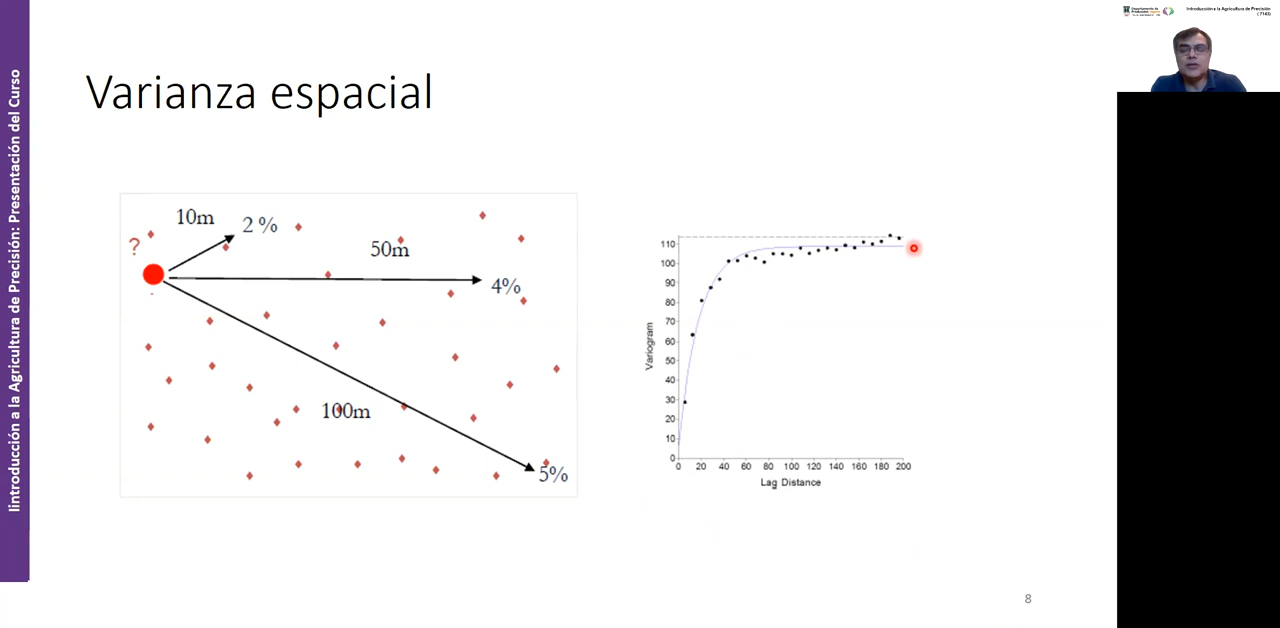 Iintroducción a la Agricultura de Precisión: Presentación del Curso
Introducción a la Agricultura de Precisión
(7143)
Varianza espacial
10m
2 %
?
50m
4%
100m
5%
Variogram
110
100
90
80
70
60
50
40
30
20
10
0
0 20 40 60 80 100 120 140 160 180 200
Lag Distance
8